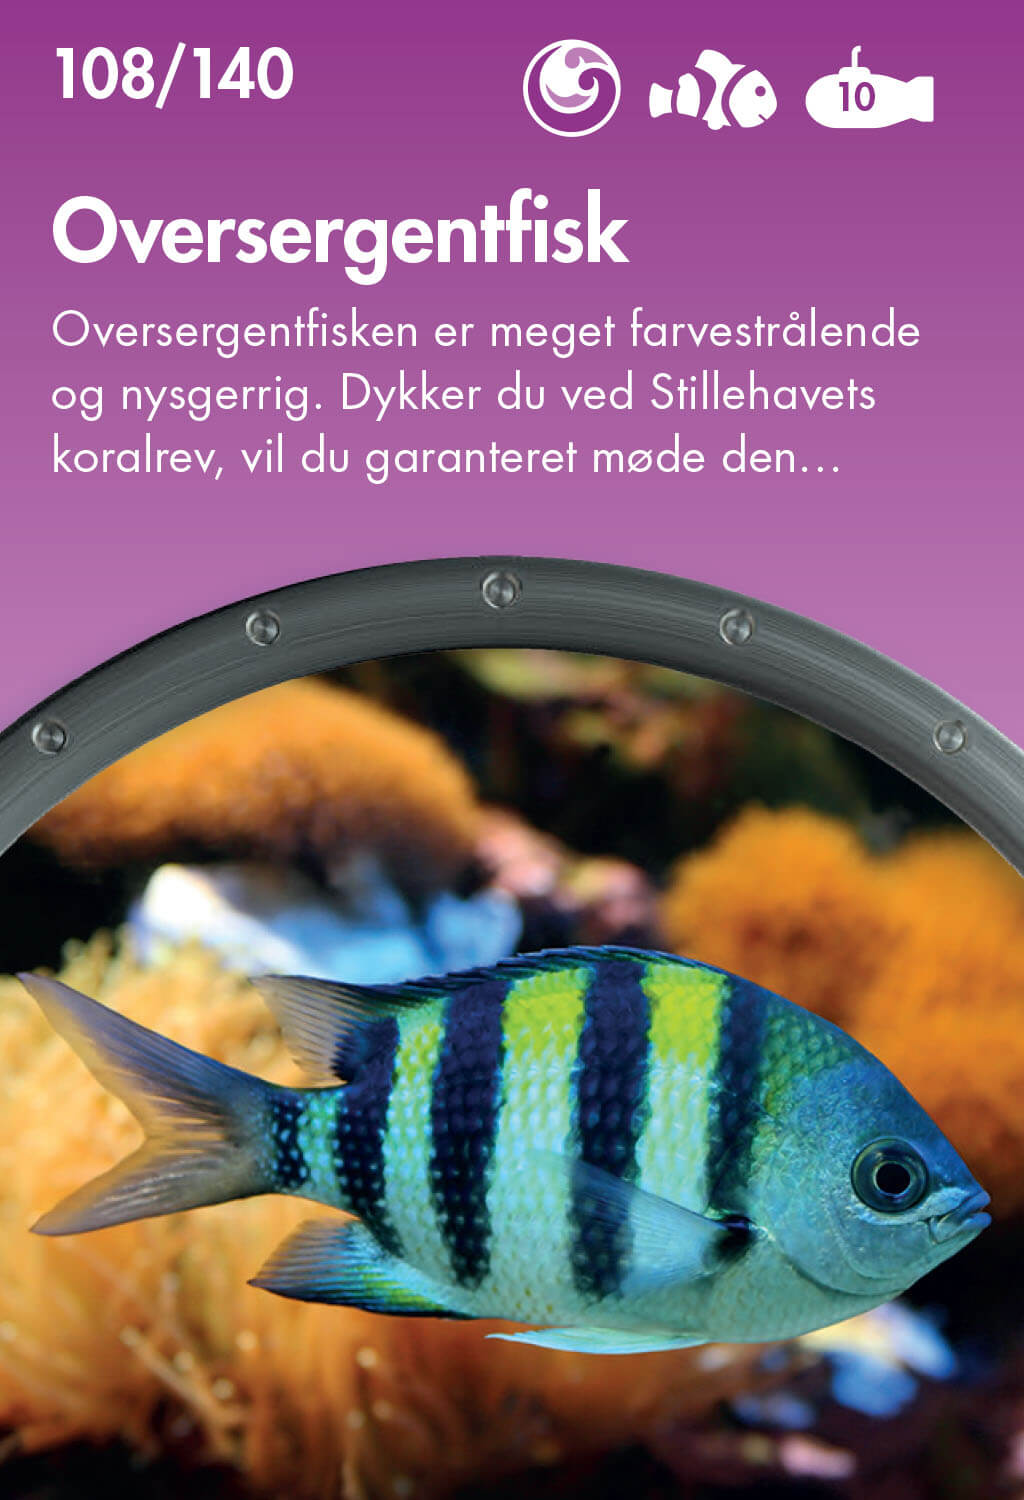 108/140
10
Oversergentfisk
Oversergentfisken er meget farvestrålende
og nysgerrig. Dykker du ved Stillehavets
koralrev, vil du garanteret møde den...